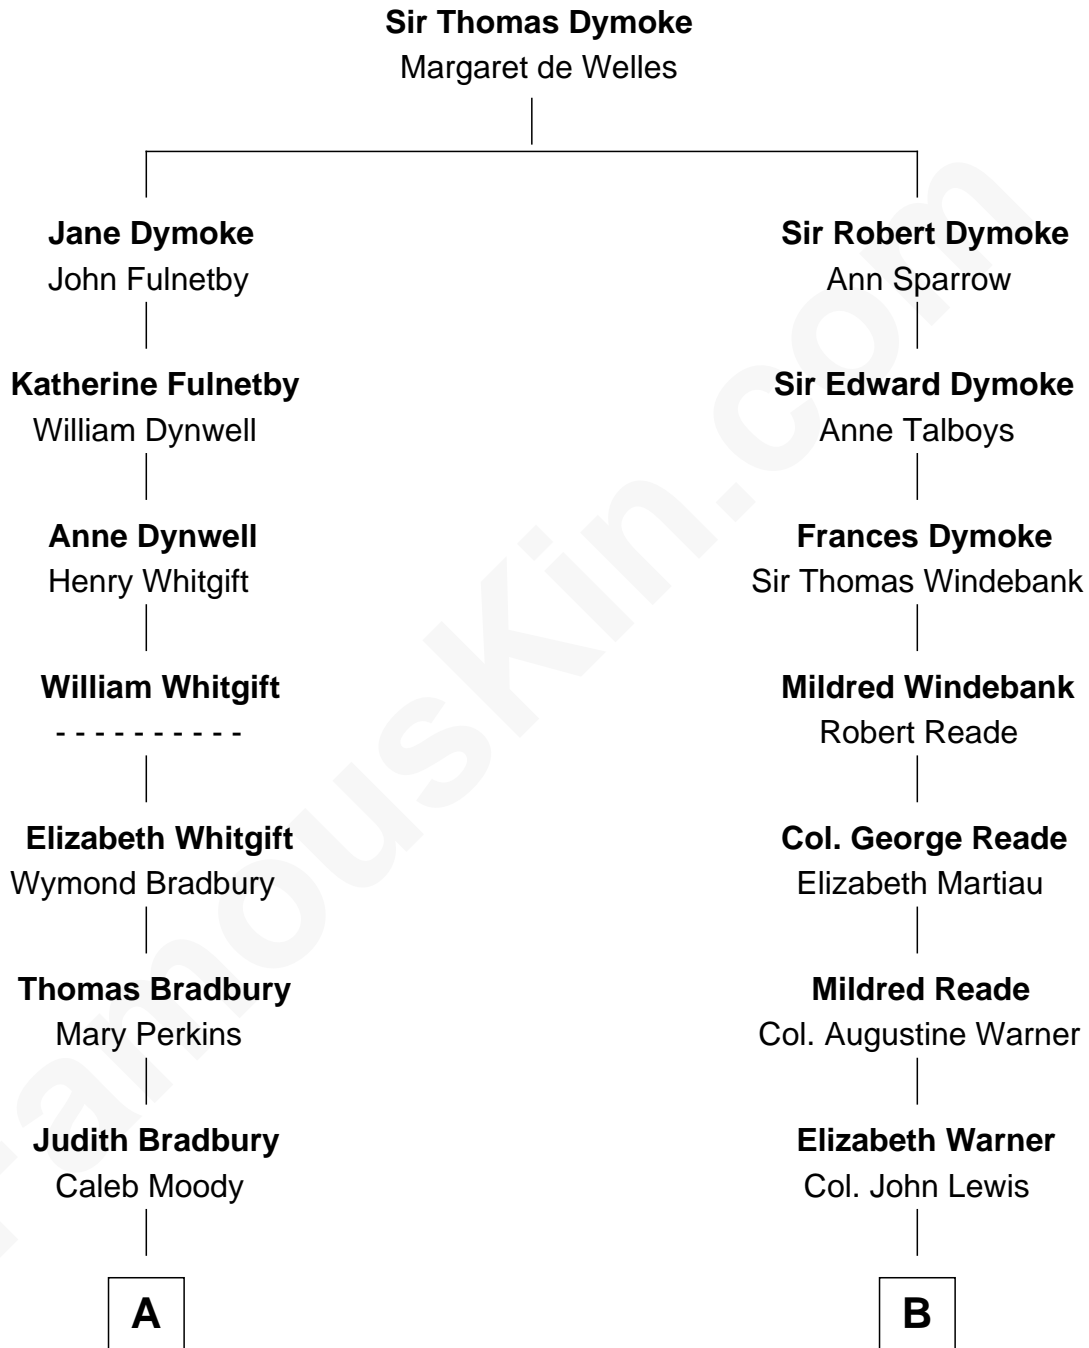 Sir Thomas Dymoke
Margaret de Welles
Jane Dymoke
John Fulnetby
Katherine Fulnetby
William Dynwell
Anne Dynwell
Henry Whitgift
William Whitgift
- - - - - - - - - -
Elizabeth Whitgift
Wymond Bradbury
Thomas Bradbury
Mary Perkins
Judith Bradbury
Caleb Moody
A
Sir Robert Dymoke
Ann Sparrow
Sir Edward Dymoke
Anne Talboys
Frances Dymoke
Sir Thomas Windebank
Mildred Windebank
Robert Reade
Col. George Reade
Elizabeth Martiau
Mildred Reade
Col. Augustine Warner
Elizabeth Warner
Col. John Lewis
B
FamousKin.com